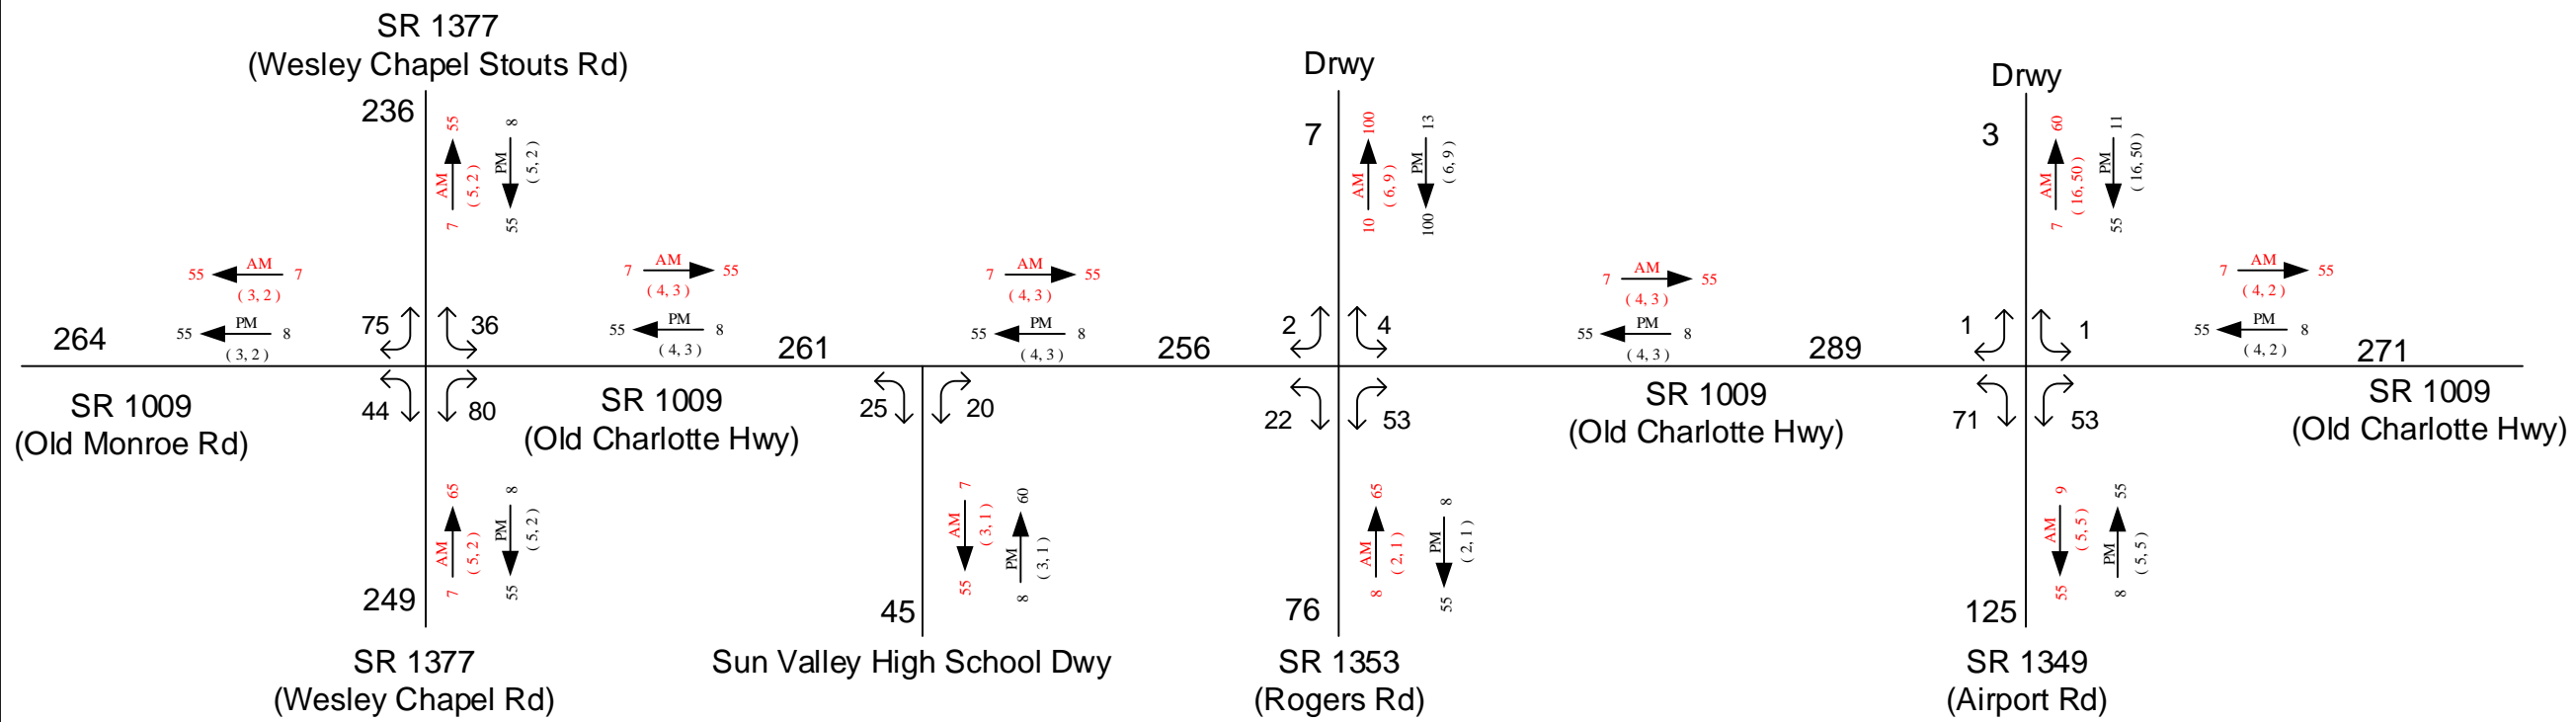 SR 1377
(Wesley Chapel Stouts Rd)
236
55
AM
7
( 5, 2 )
8
PM
55
( 5, 2 )
55 AM 7
( 3, 2 )
55 PM 8
( 3, 2 )
264
SR 1009
(Old Monroe Rd)
75
36
44
80
65
AM
7
( 5, 2 )
8
PM
55
( 5, 2 )
249
SR 1377
(Wesley Chapel Rd)
7 AM 55
( 4, 3 )
55 PM 8
( 4, 3 )
261
SR 1009
(Old Charlotte Hwy)
7 AM 55
( 4, 3 )
55 PM 8
( 4, 3 )
25
20
7
AM
55
( 3, 1 )
60
PM
8
( 3, 1 )
45
Sun Valley High School Dwy
256
Drwy
7
100
AM
10
( 6, 9 )
13
PM
100
( 6, 9 )
2
4
22
53
65
AM
8
( 2, 1 )
8
PM
55
( 2, 1 )
76
SR 1353
(Rogers Rd)
7 AM 55
( 4, 3 )
55 PM 8
( 4, 3 )
289
SR 1009
(Old Charlotte Hwy)
Drwy
3
60
AM
7
( 16, 50 )
11
PM
55
( 16, 50 )
1
1
71
53
9
AM
55
( 5, 5 )
55
PM
8
( 5, 5 )
125
SR 1349
(Airport Rd)
7 AM 55
( 4, 2 )
55 PM 8
( 4, 2 )
271
SR 1009
(Old Charlotte Hwy)